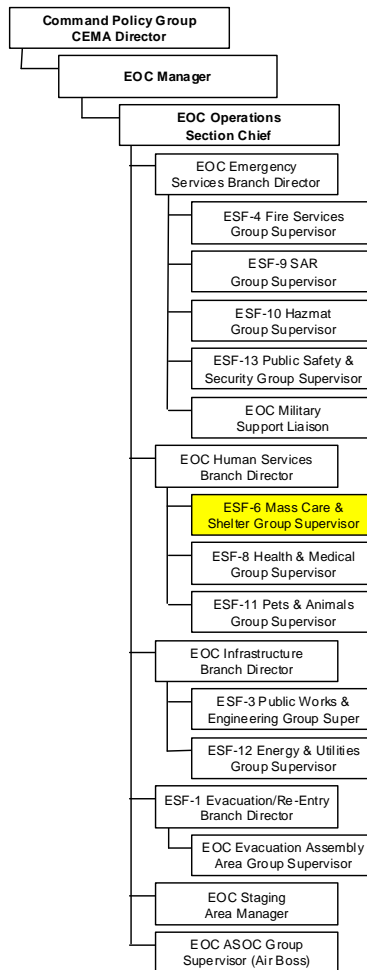 Command Policy Group
CEMA Director
EOC Manager
EOC Operations
Section Chief
EOC Emergency
Services Branch Director
ESF-4 Fire Services
Group Supervisor
ESF-9 SAR
Group Supervisor
ESF-10 Hazmat
Group Supervisor
ESF-13 Public Safety &
Security Group Supervisor
EOC Military
Support Liaison
EOC Human Services
Branch Director
ESF-6 Mass Care &
Shelter Group Supervisor
ESF-8 Health & Medical
Group Supervisor
ESF-11 Pets & Animals
Group Supervisor
EOC Infrastructure
Branch Director
ESF-3 Public Works &
Engineering Group Super
ESF-12 Energy & Utilities
Group Supervisor
ESF-1 Evacuation/Re-Entry
Branch Director
EOC Evacuation Assembly
Area Group Supervisor
EOC Staging
Area Manager
EOC ASOC Group
Supervisor (Air Boss)